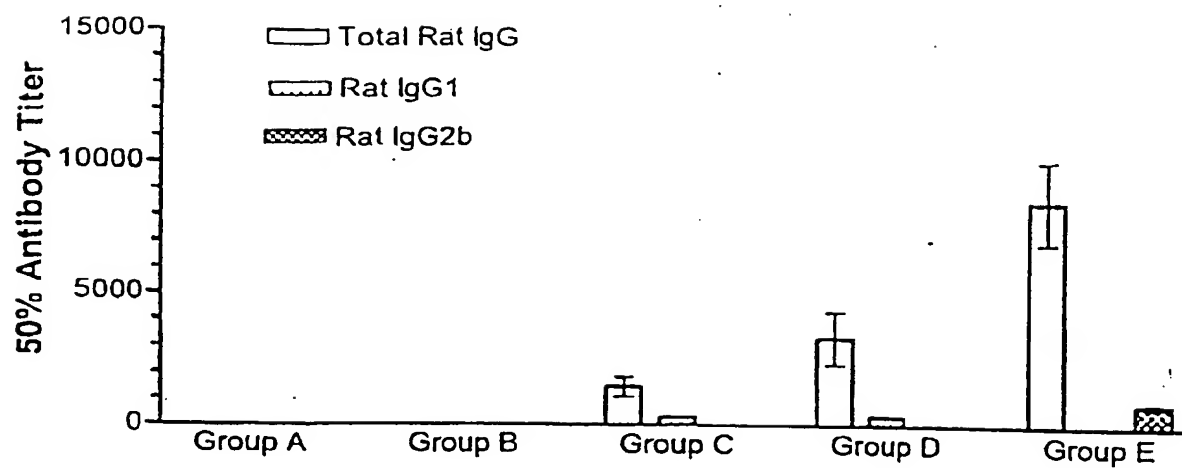 15000
10000
5000
0
50% Antibody Titer
Total Rat IgG
Rat IgG1
Rat IgG2b
Group A
Group B
Group C
Group D
Group E